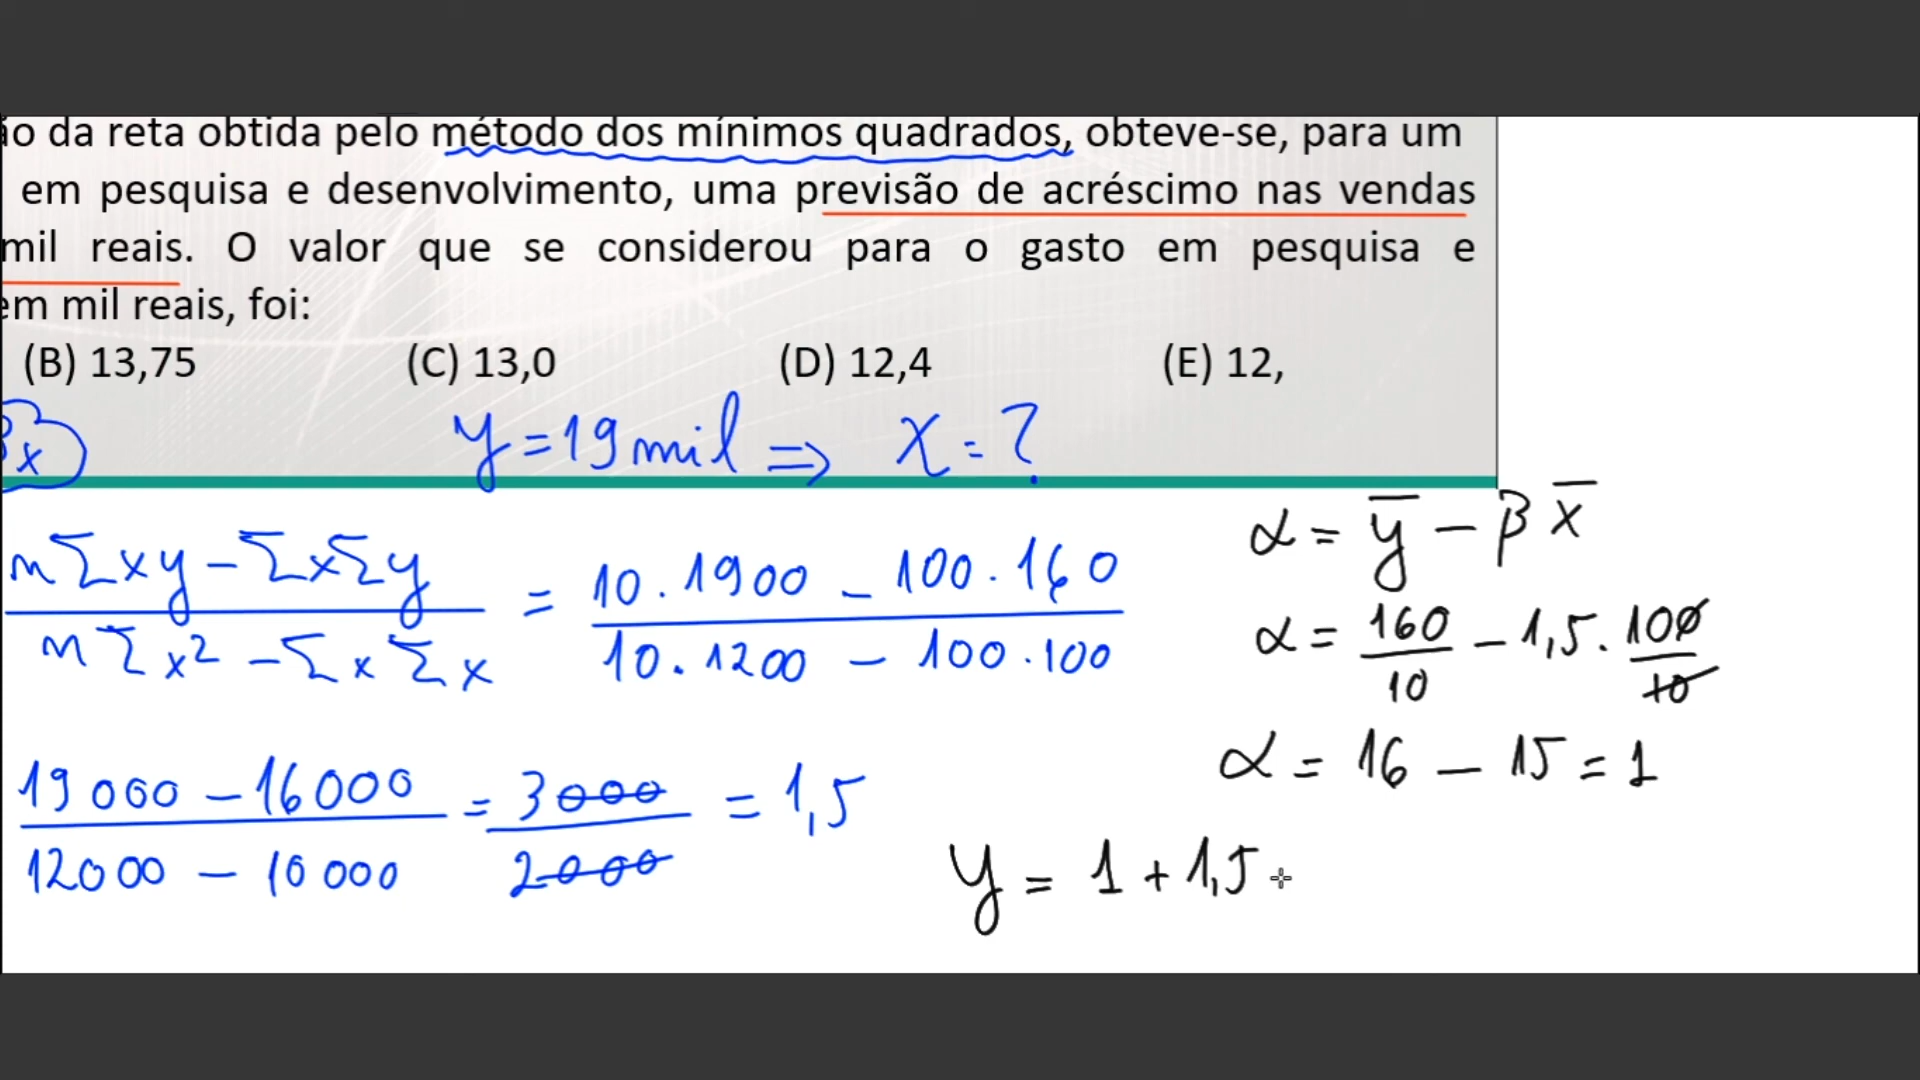 ão da reta obtida pelo método dos mínimos quadrados, obteve-se, para um
em pesquisa e desenvolvimento, uma previsão de acréscimo nas vendas
mil reais. O valor que se considerou para o gasto em pesquisa e
em mil reais, foi:
(B) 13,75 (C) 13,0 (D) 12,4 (E) 12,
βx y = 19 mil ⇒ x = ?
α = y̅ − β x̅
n∑xy − ∑x∑y = 10.1900 − 100.160
n∑x² − ∑x∑x 10.1200 − 100.100
α = 160 − 1,5 . 100
10 10
α = 16 − 15 = 1
19000 − 16000 = 3000 = 1,5
12000 − 10000 2000
y = 1 + 1,5